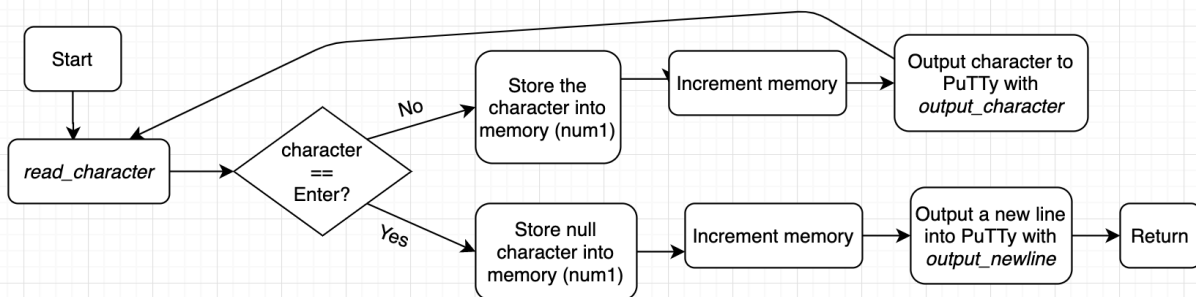 Start
read_character
character
==
Enter?
No
Store the
character into
memory (num1)
Increment memory
Output character to
PuTTy with
output_character
Yes
Store null
character into
memory (num1)
Increment memory
Output a new line
into PuTTy with
output_newline
Return